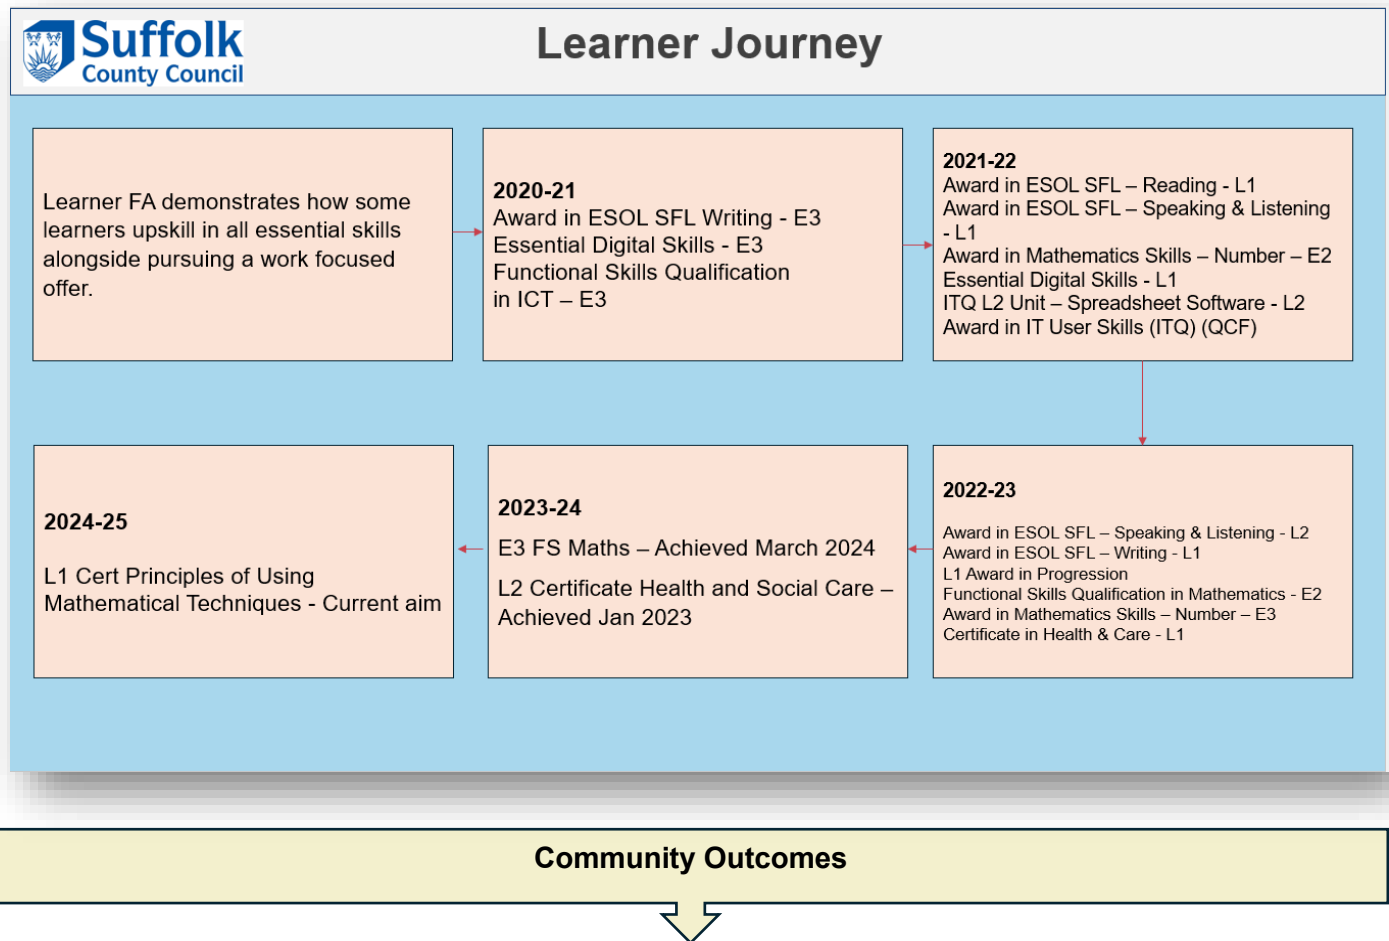 Suffolk
County Council
Learner Journey
Learner FA demonstrates how some
learners upskill in all essential skills
alongside pursuing a work focused
offer.
2020-21
Award in ESOL SFL Writing - E3
Essential Digital Skills - E3
Functional Skills Qualification
in ICT – E3
2021-22
Award in ESOL SFL – Reading - L1
Award in ESOL SFL – Speaking & Listening
- L1
Award in Mathematics Skills – Number – E2
Essential Digital Skills - L1
ITQ L2 Unit – Spreadsheet Software - L2
Award in IT User Skills (ITQ) (QCF)
2022-23
Award in ESOL SFL – Speaking & Listening - L2
Award in ESOL SFL – Writing - L1
L1 Award in Progression
Functional Skills Qualification in Mathematics - E2
Award in Mathematics Skills – Number – E3
Certificate in Health & Care - L1
2023-24
E3 FS Maths – Achieved March 2024
L2 Certificate Health and Social Care –
Achieved Jan 2023
2024-25
L1 Cert Principles of Using
Mathematical Techniques - Current aim
Community Outcomes